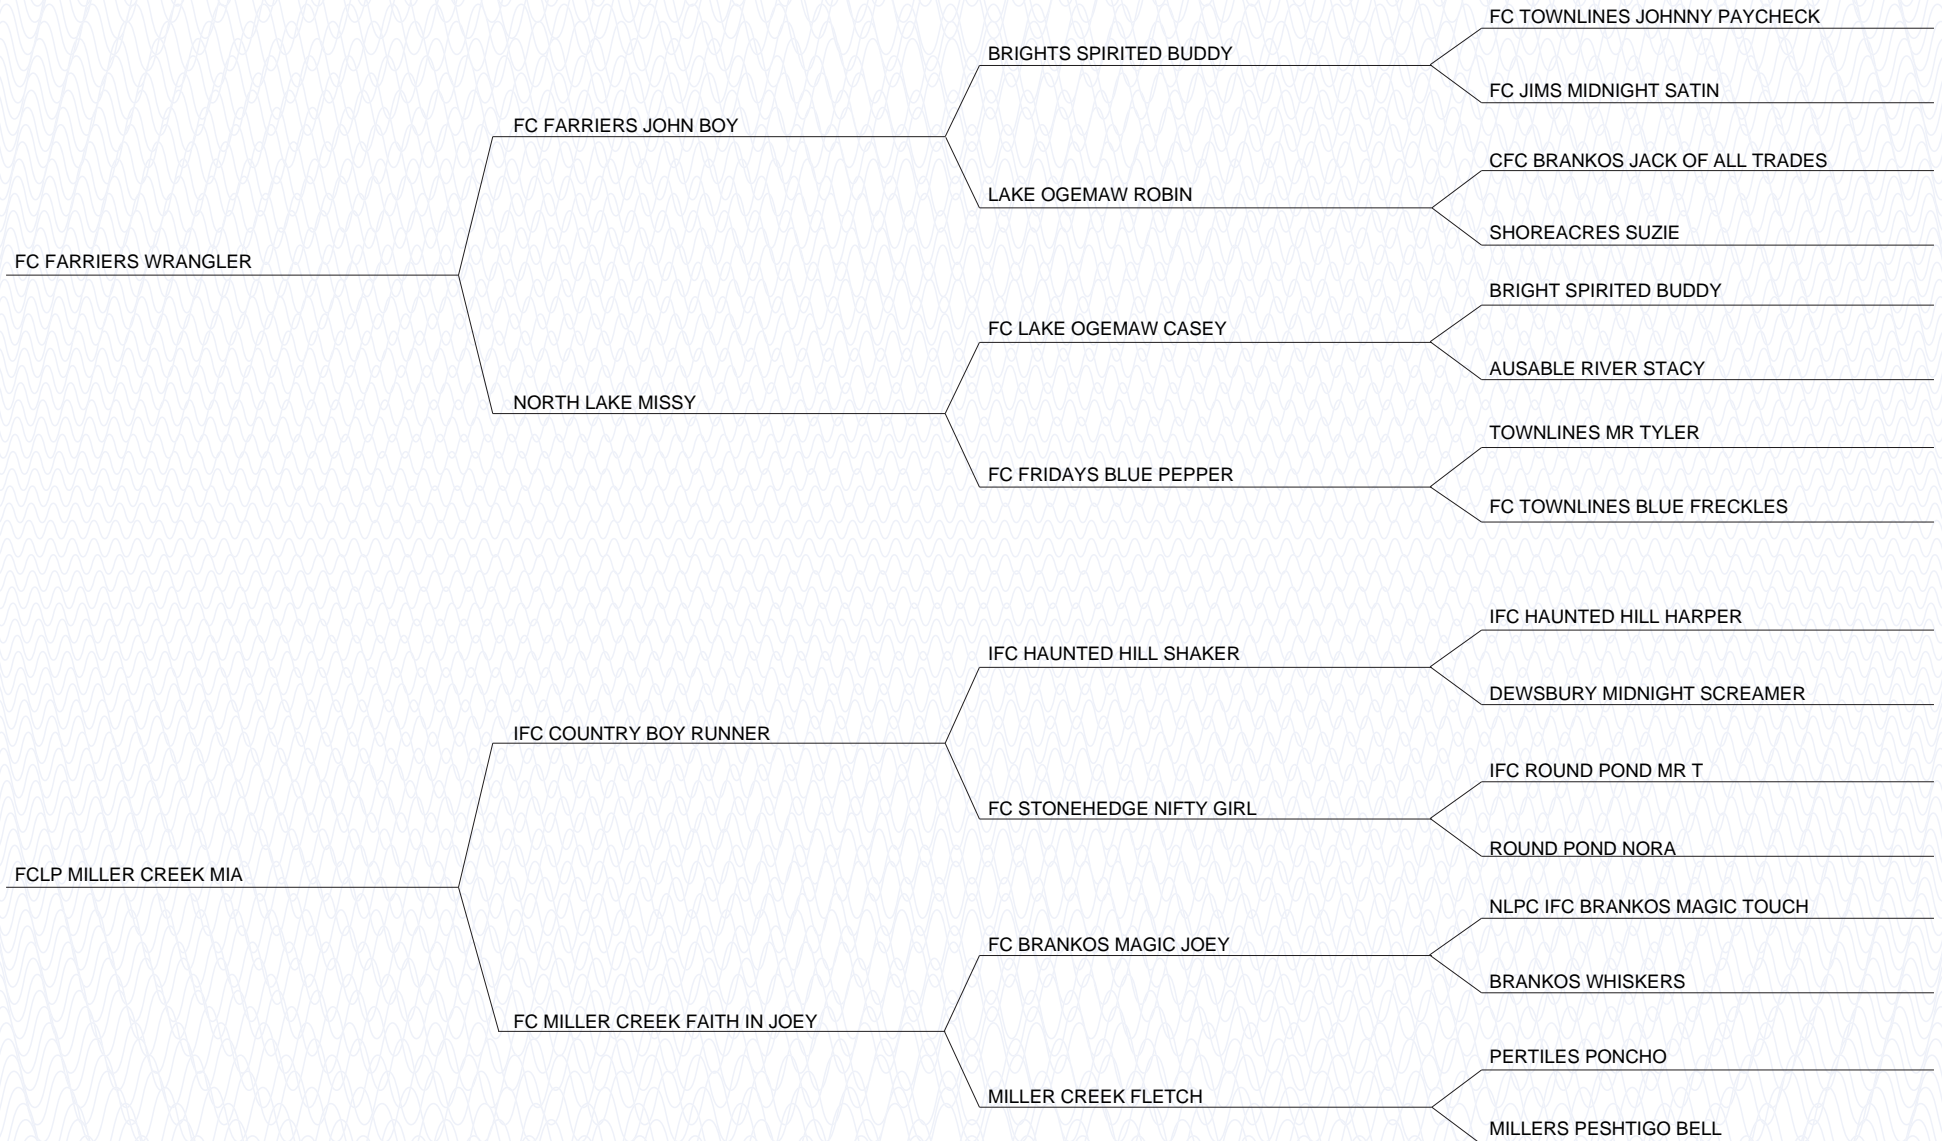 FC TOWNLINES JOHNNY PAYCHECK
BRIGHTS SPIRITED BUDDY
FC JIMS MIDNIGHT SATIN
FC FARRIERS JOHN BOY
CFC BRANKOS JACK OF ALL TRADES
LAKE OGEMAW ROBIN
SHOREACRES SUZIE
FC FARRIERS WRANGLER
BRIGHT SPIRITED BUDDY
FC LAKE OGEMAW CASEY
AUSABLE RIVER STACY
NORTH LAKE MISSY
TOWNLINES MR TYLER
FC FRIDAYS BLUE PEPPER
FC TOWNLINES BLUE FRECKLES
IFC HAUNTED HILL HARPER
IFC HAUNTED HILL SHAKER
DEWSBURY MIDNIGHT SCREAMER
IFC COUNTRY BOY RUNNER
IFC ROUND POND MR T
FC STONEHEDGE NIFTY GIRL
ROUND POND NORA
FCLP MILLER CREEK MIA
NLPC IFC BRANKOS MAGIC TOUCH
FC BRANKOS MAGIC JOEY
BRANKOS WHISKERS
FC MILLER CREEK FAITH IN JOEY
PERTILES PONCHO
MILLER CREEK FLETCH
MILLERS PESHTIGO BELL